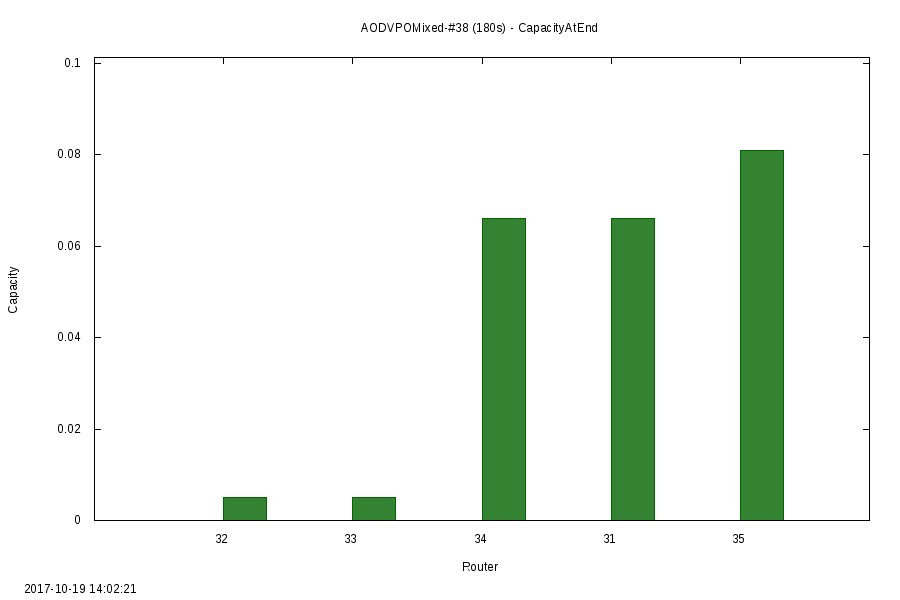 AODVPOMixed-#38 (180s) - CapacityAtEnd
0.1
0.08
0.06
0.04
0.02
0
Capacity
32 33 34 31 35
Router
2017-10-19 14:02:21